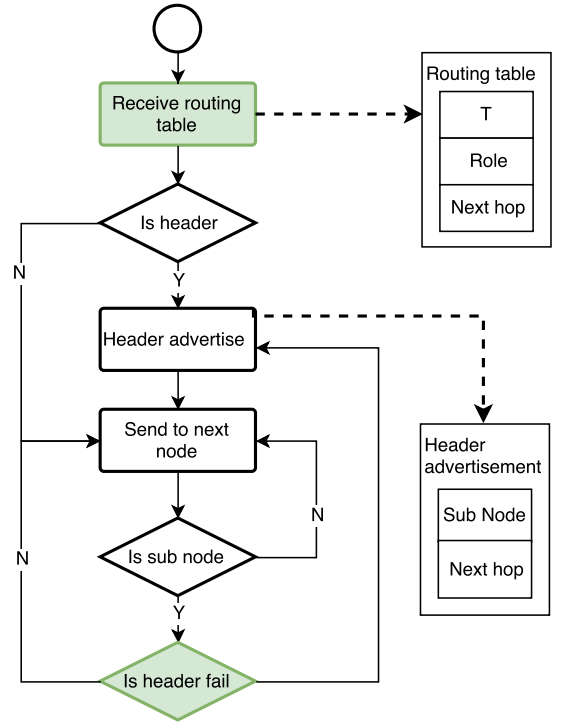 Receive routing
table
Routing table
T
Role
Next hop
Is header
N
Y
Header advertise
Send to next
node
Header
advertisement
Sub Node
Next hop
N
Is sub node
N
Y
Is header fail